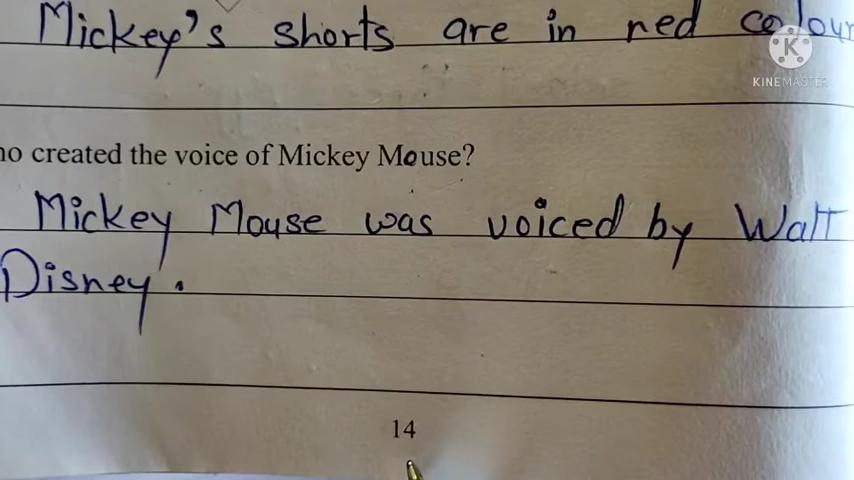 Mickey's shorts are in red colour
K
KINEMASTER
ho created the voice of Mickey Mouse?
Mickey Mouse was voiced by Walt
Disney.
14